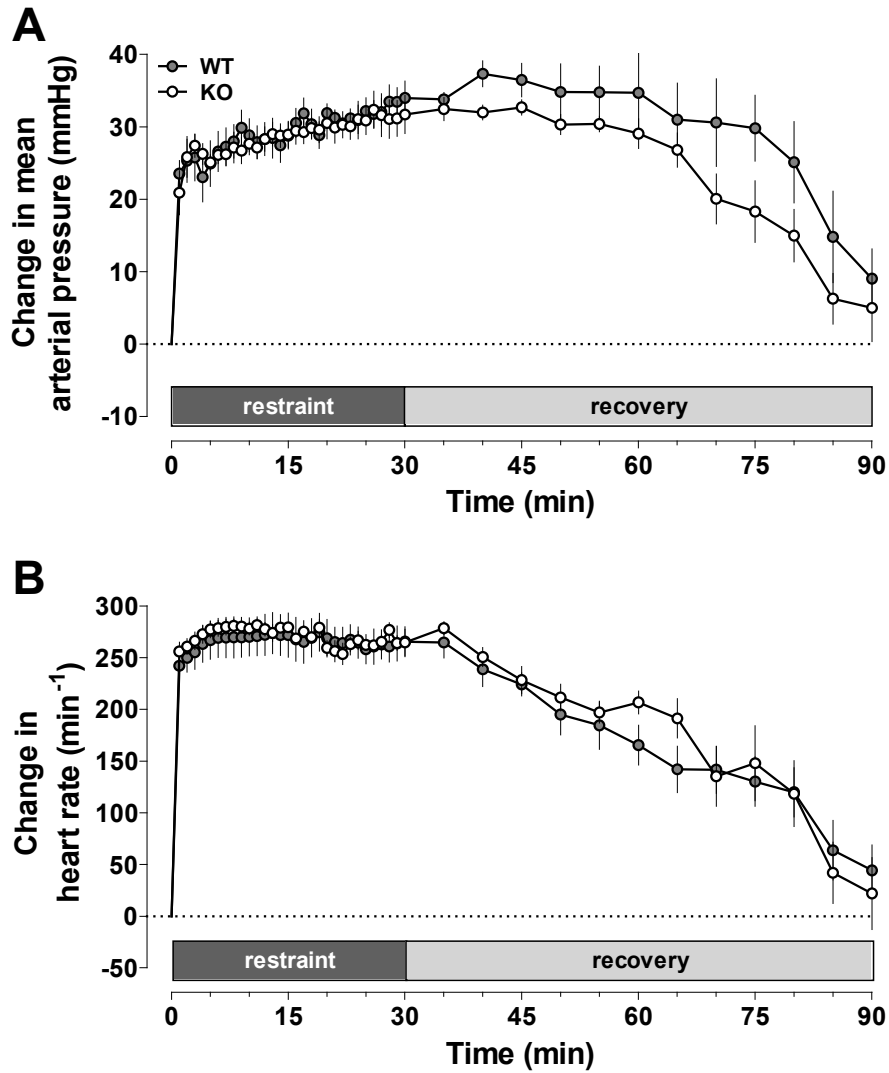 A
WT
KO
Change in mean
arterial pressure (mmHg)
40
30
20
10
0
-10
restraint
recovery
0 15 30 45 60 75 90
Time (min)
B
Change in
heart rate (min⁻¹)
300
250
200
150
100
50
0
-50
restraint
recovery
0 15 30 45 60 75 90
Time (min)